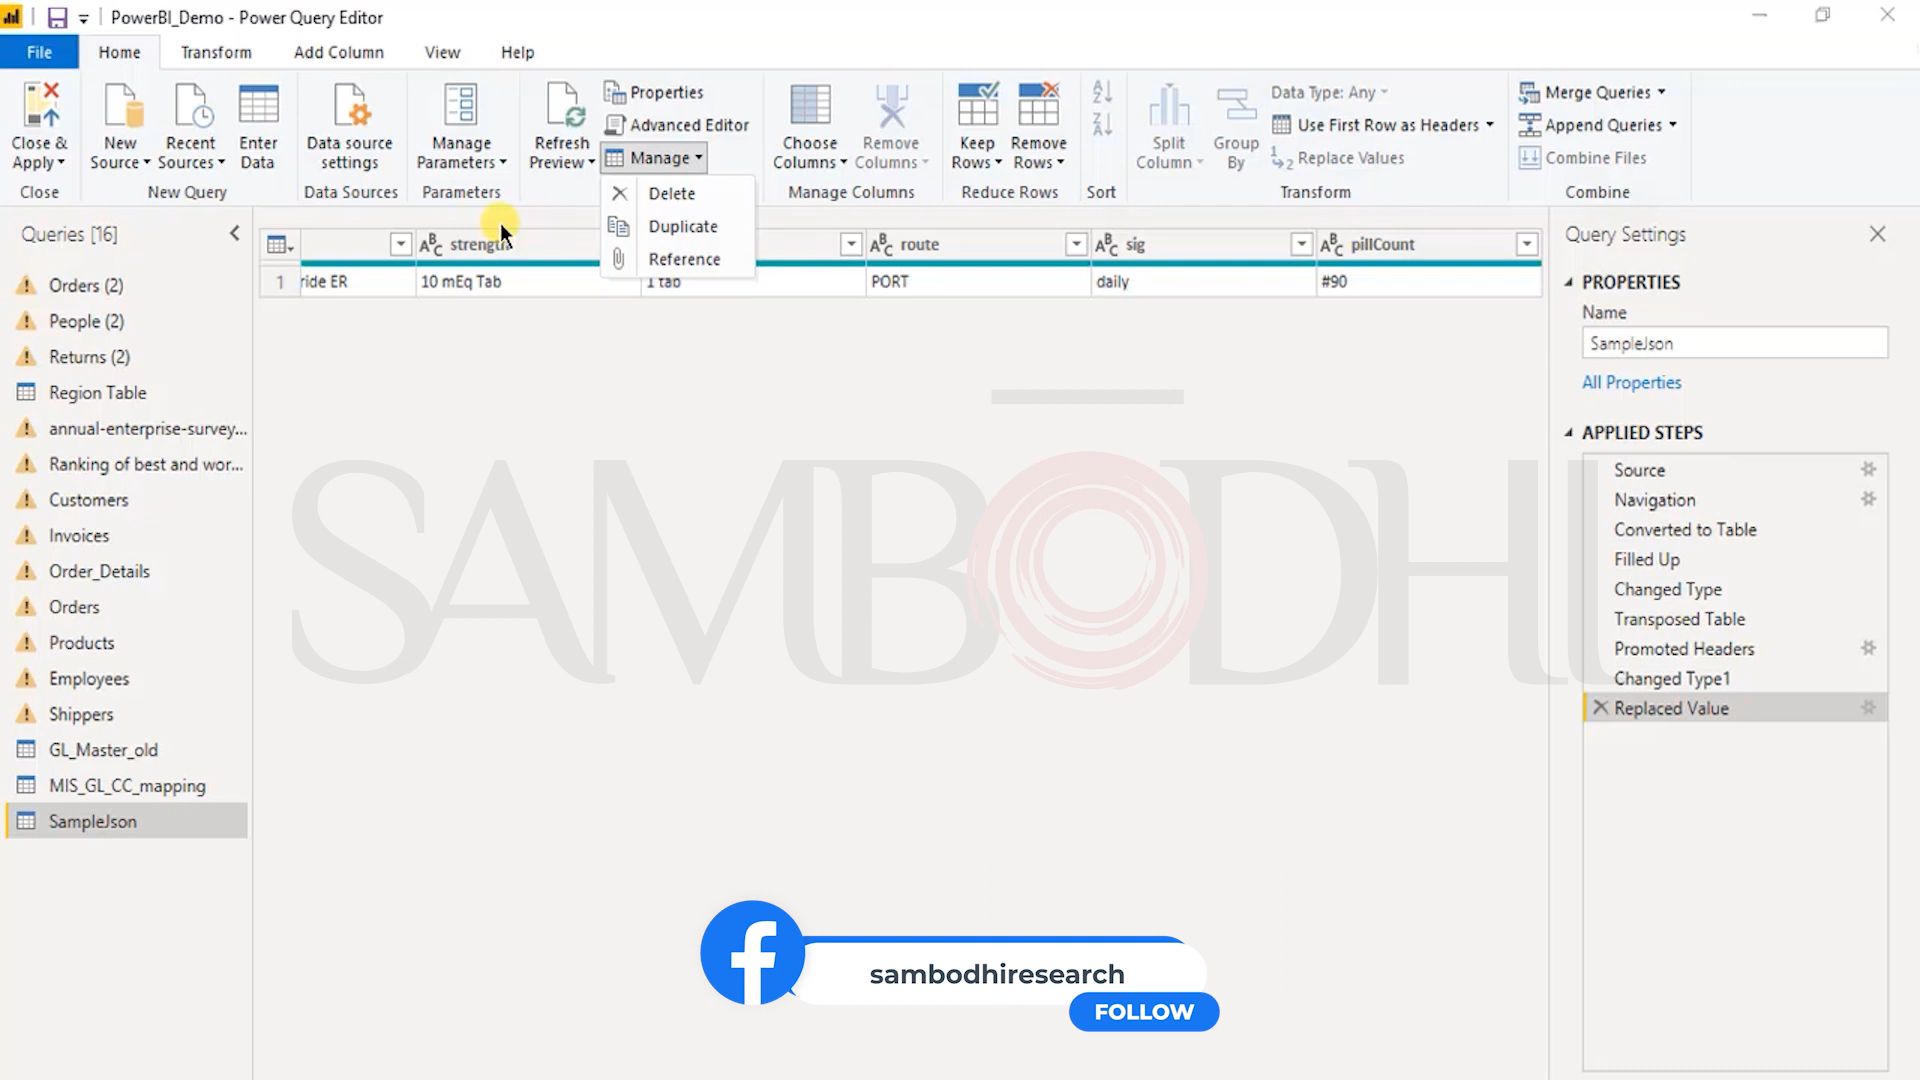 PowerBI_Demo - Power Query Editor
File Home Transform Add Column View Help
Close & Apply
Close
New Source
Recent Sources
Enter Data
New Query
Data source settings
Data Sources
Manage Parameters
Parameters
Refresh Preview
Properties
Advanced Editor
Manage
Delete
Duplicate
Reference
Choose Columns
Remove Columns
Manage Columns
Keep Rows
Remove Rows
Reduce Rows
Sort
Split Column
Group By
Data Type: Any
Use First Row as Headers
Replace Values
Transform
Merge Queries
Append Queries
Combine Files
Combine
Queries [16]
Orders (2)
People (2)
Returns (2)
Region Table
annual-enterprise-survey...
Ranking of best and wor...
Customers
Invoices
Order_Details
Orders
Products
Employees
Shippers
GL_Master_old
MIS_GL_CC_mapping
SampleJson
strength route sig pillCount
1 ride ER 10 mEq Tab 1 tab PORT daily #90
SAMBODHI
Query Settings
PROPERTIES
Name
SampleJson
All Properties
APPLIED STEPS
Source
Navigation
Converted to Table
Filled Up
Changed Type
Transposed Table
Promoted Headers
Changed Type1
Replaced Value
sambodhiresearch
FOLLOW